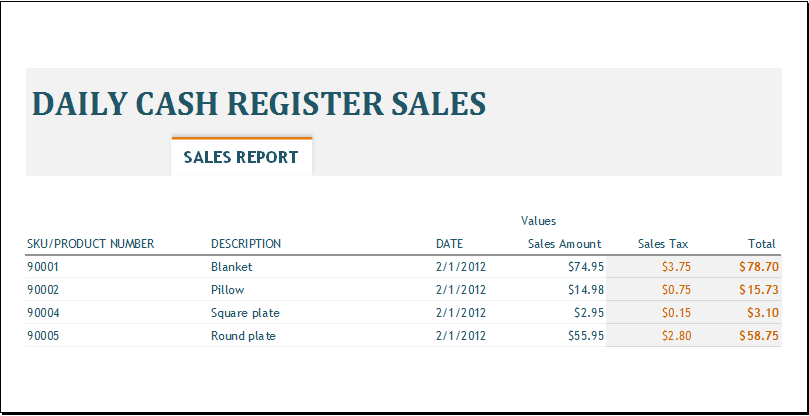 DAILY CASH REGISTER SALES
SALES REPORT
Values
SKU/PRODUCT NUMBER DESCRIPTION DATE Sales Amount Sales Tax Total
90001 Blanket 2/1/2012 $74.95 $3.75 $78.70
90002 Pillow 2/1/2012 $14.98 $0.75 $15.73
90004 Square plate 2/1/2012 $2.95 $0.15 $3.10
90005 Round plate 2/1/2012 $55.95 $2.80 $58.75